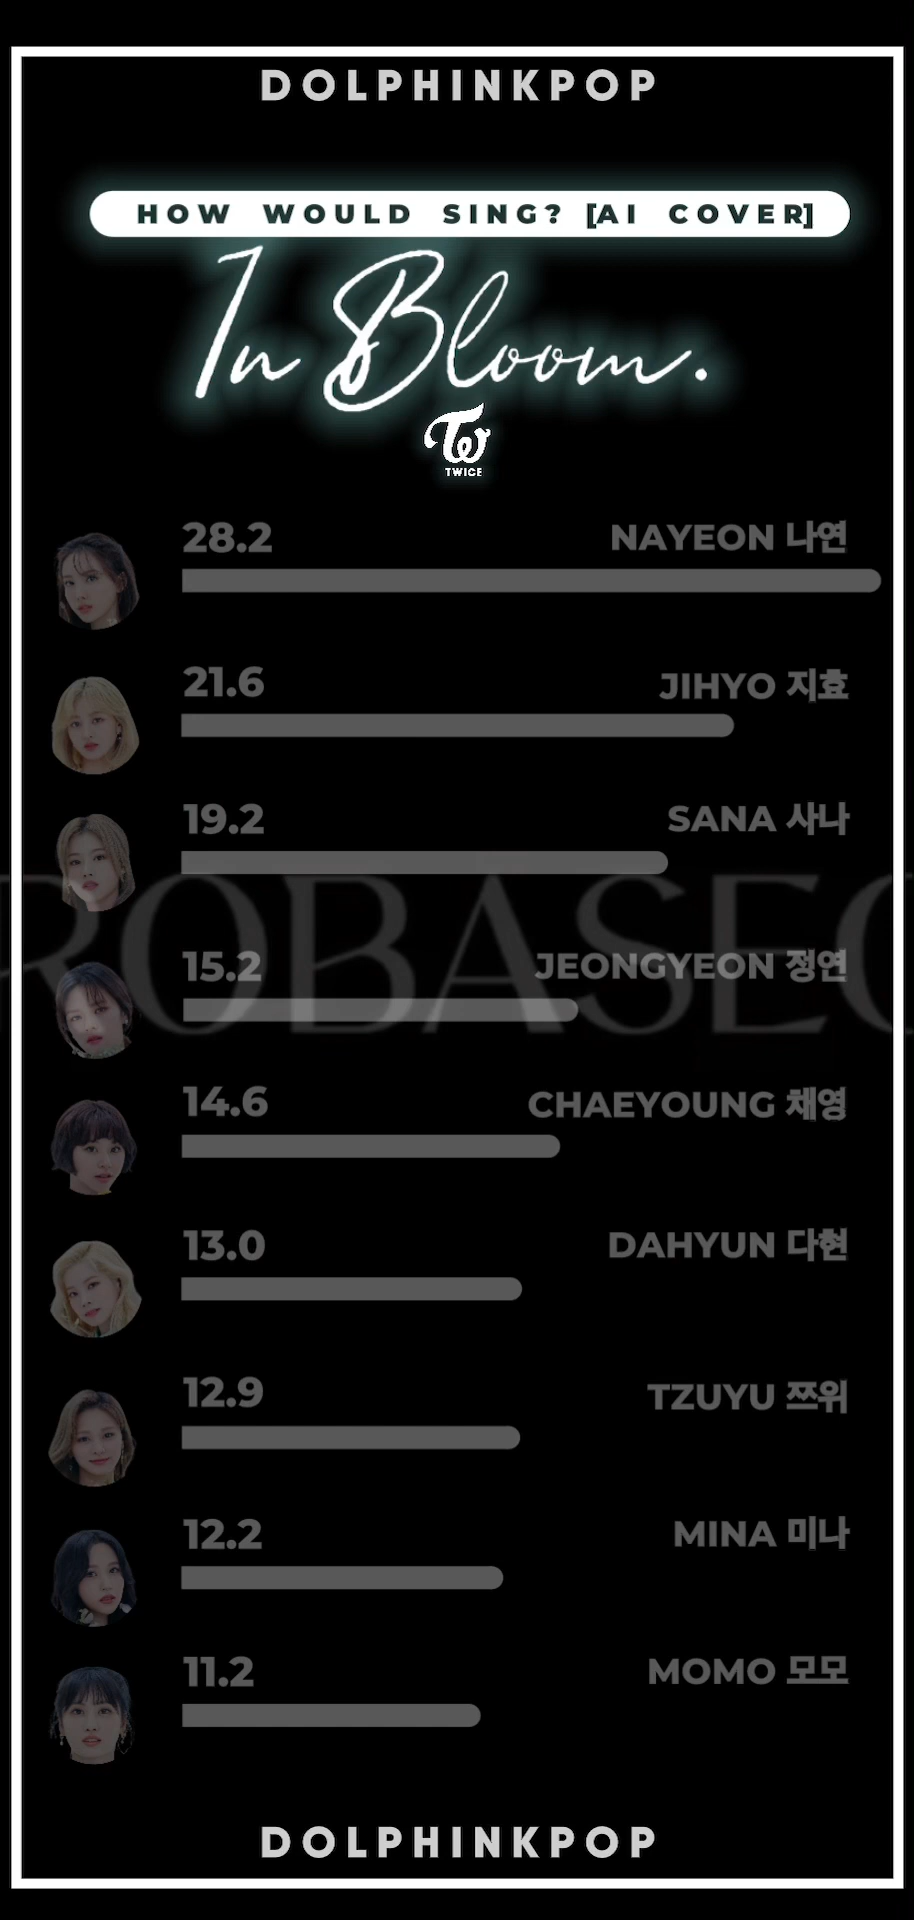 DOLPHINKPOP
HOW WOULD SING? [AI COVER]
In Bloom.
TWICE
28.2 NAYEON 나연
21.6 JIHYO 지효
19.2 SANA 사나
ROBASEO
15.2 JEONGYEON 정연
14.6 CHAEYOUNG 채영
13.0 DAHYUN 다현
12.9 TZUYU 쯔위
12.2 MINA 미나
11.2 MOMO 모모
DOLPHINKPOP